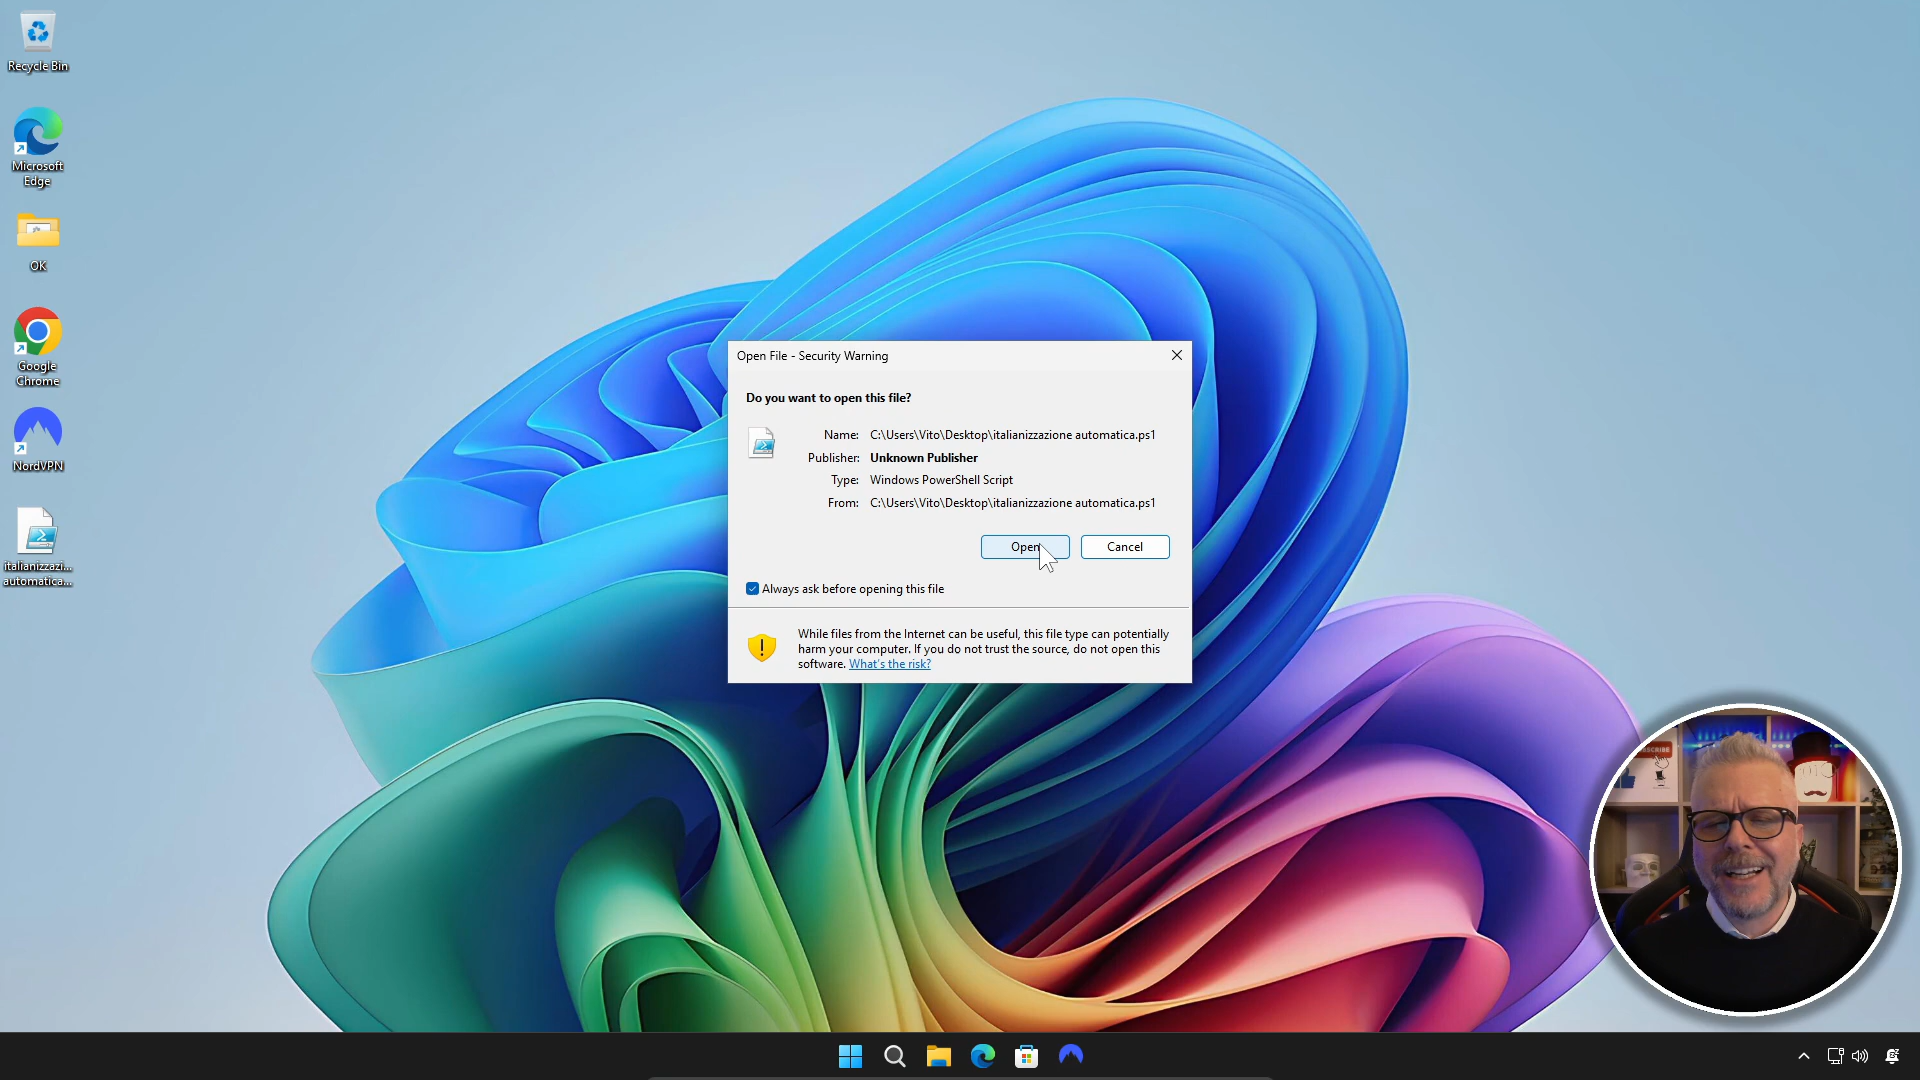 Recycle Bin
Microsoft
Edge
OK
Google
Chrome
NordVPN
italianizzazi...
automatica...
Open File - Security Warning
Do you want to open this file?
Name: C:\Users\Vito\Desktop\italianizzazione automatica.ps1
Publisher: Unknown Publisher
Type: Windows PowerShell Script
From: C:\Users\Vito\Desktop\italianizzazione automatica.ps1
Open
Cancel
Always ask before opening this file
While files from the Internet can be useful, this file type can potentially
harm your computer. If you do not trust the source, do not open this
software. What's the risk?